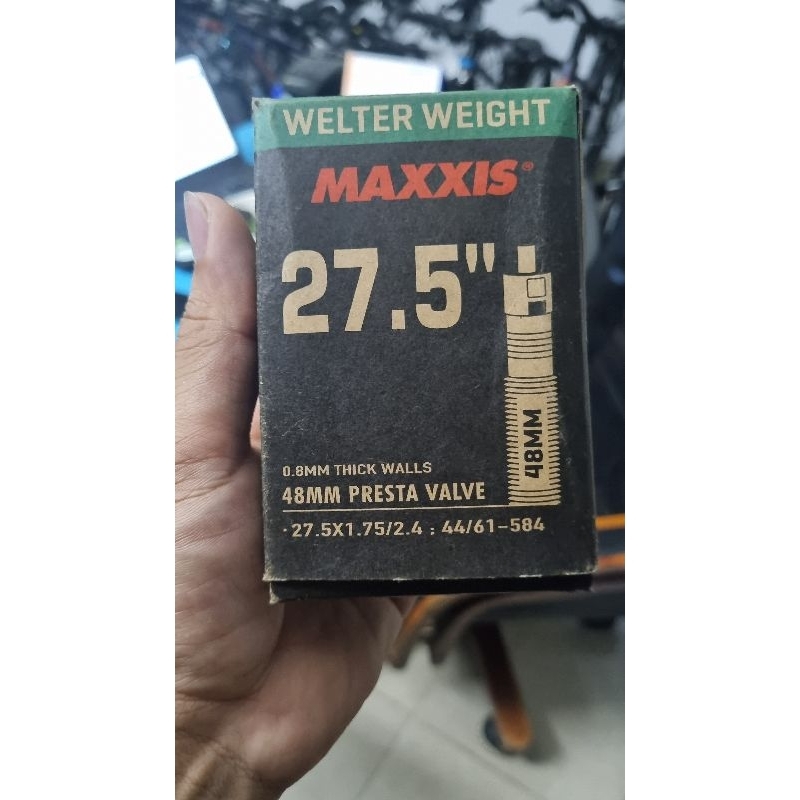 WELTER WEIGHT
MAXXIS®
27.5"
48MM
0.8MM THICK WALLS
48MM PRESTA VALVE
·27.5X1.75/2.4 ; 44/61-584